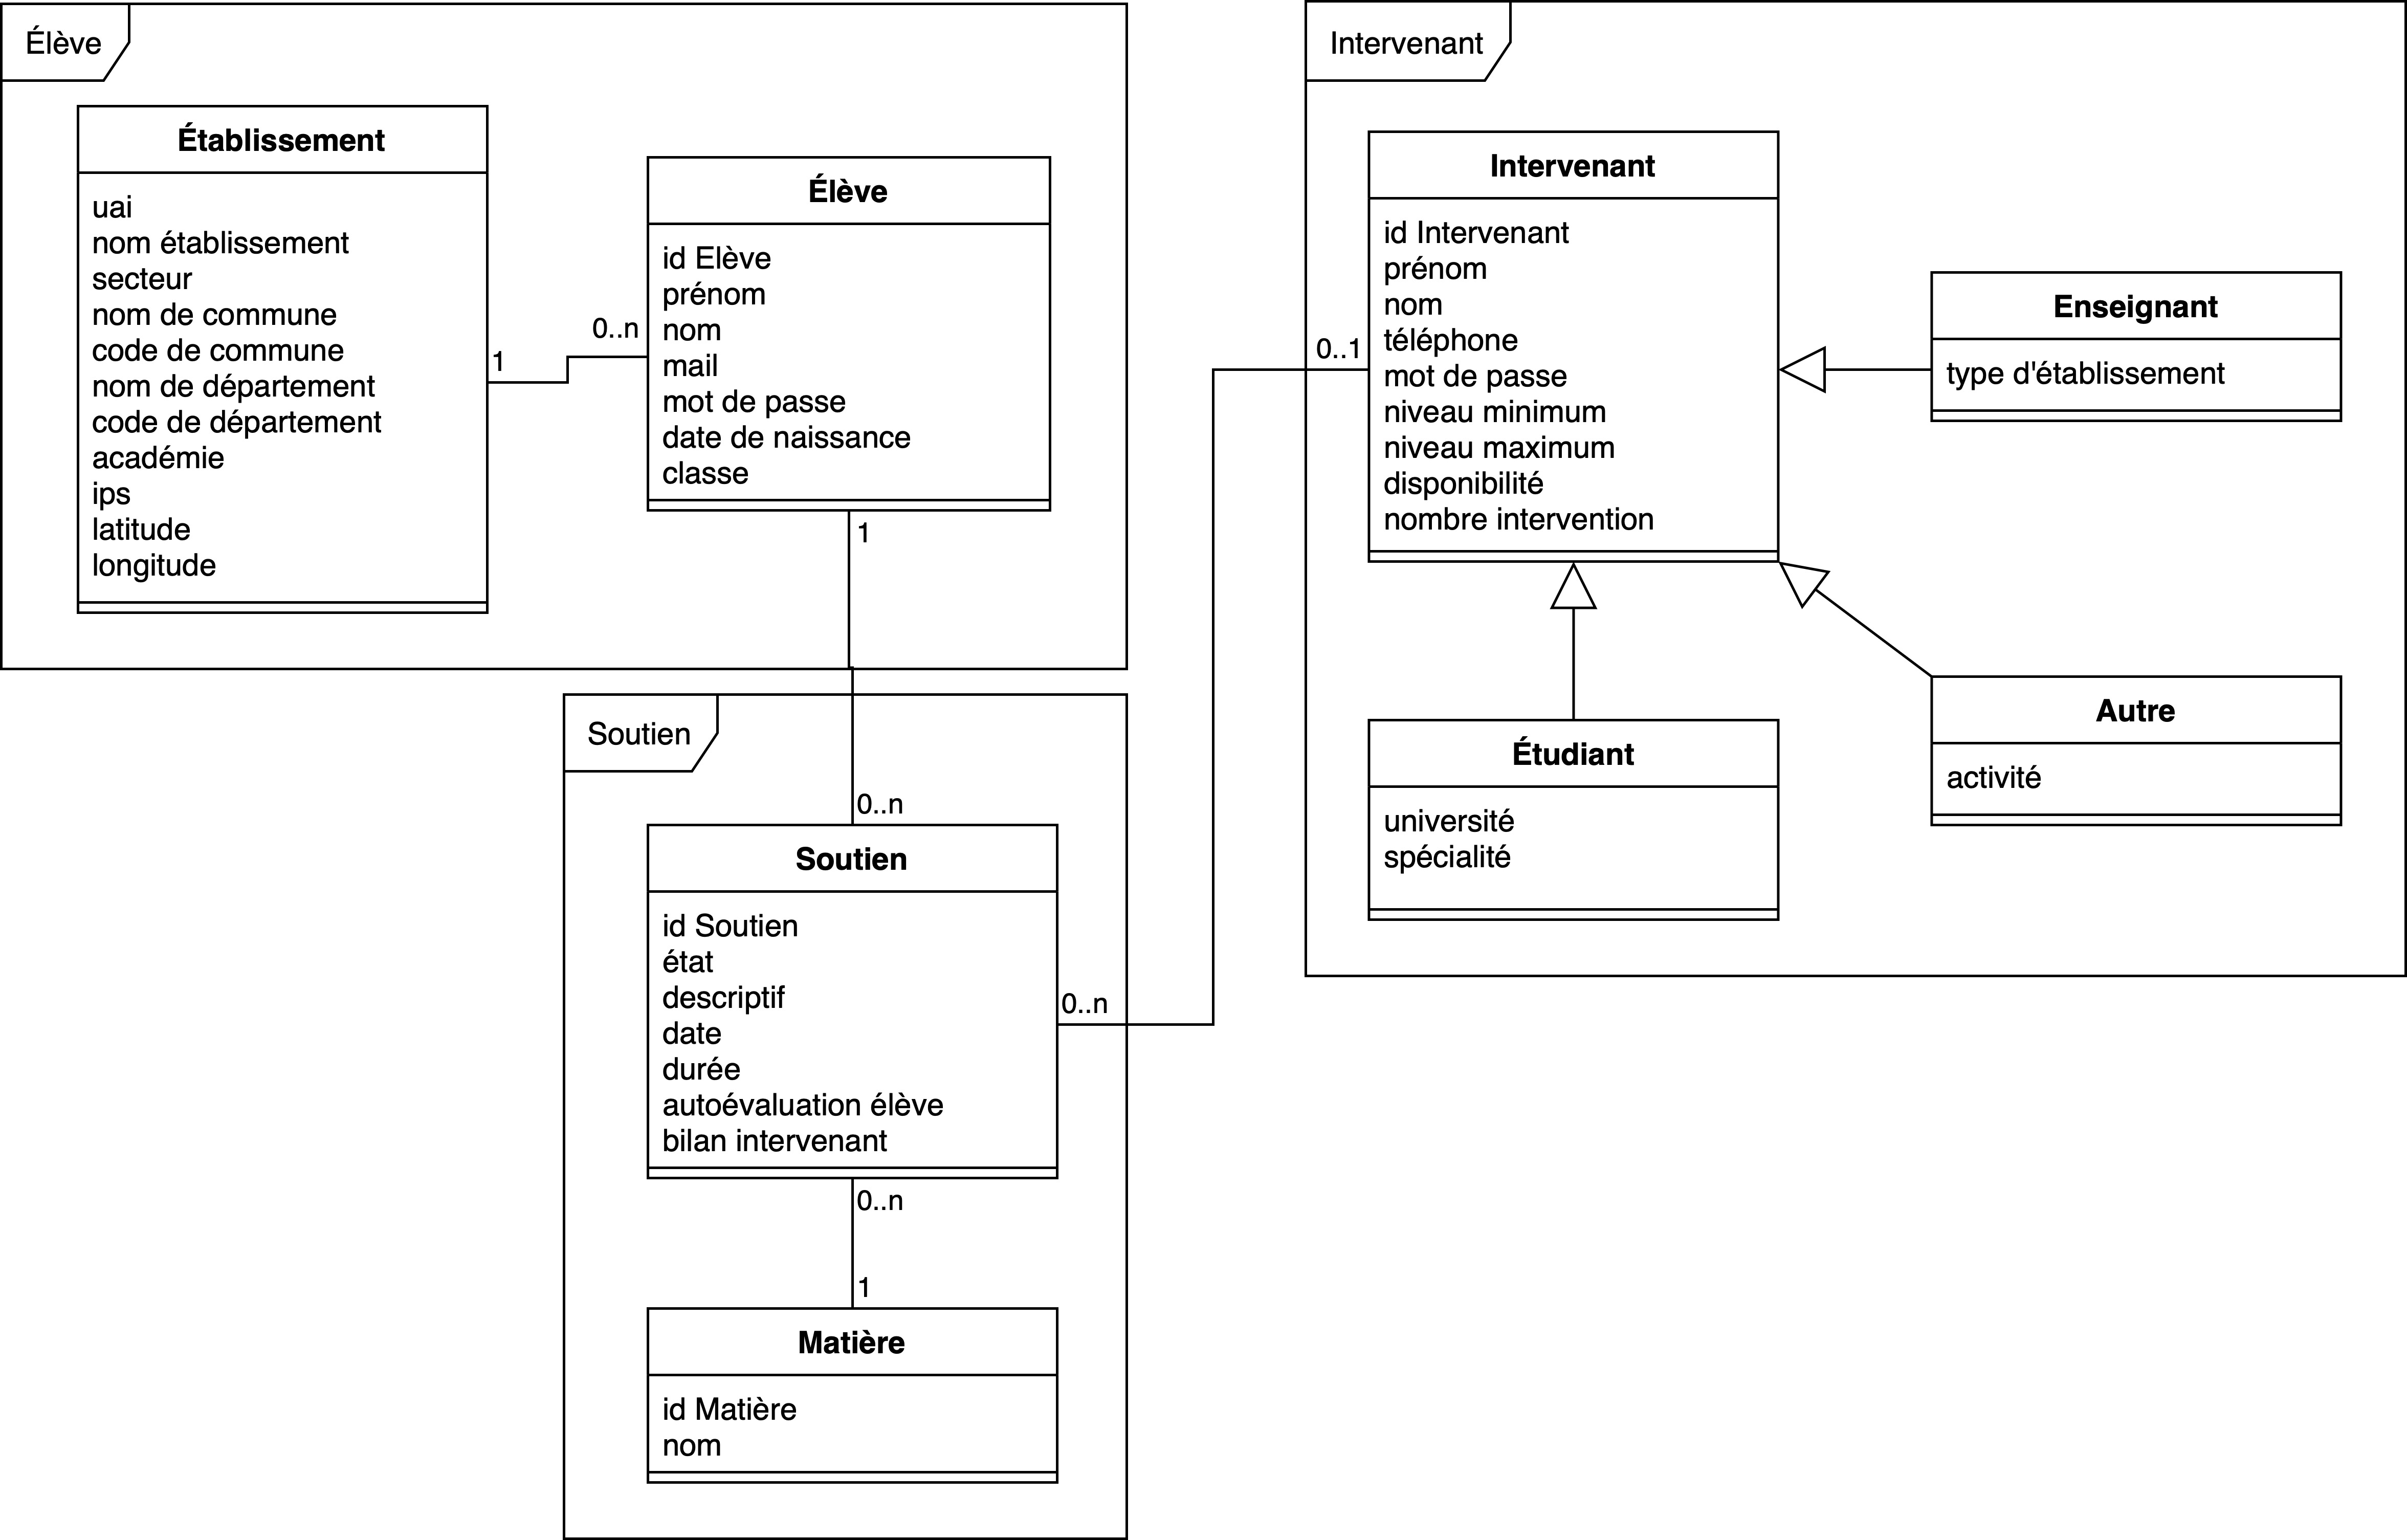 Élève
Établissement
uai
nom établissement
secteur
nom de commune
code de commune
nom de département
code de département
académie
ips
latitude
longitude
1
0..n
Élève
id Elève
prénom
nom
mail
mot de passe
date de naissance
classe
1
Soutien
0..n
Soutien
id Soutien
état
descriptif
date
durée
autoévaluation élève
bilan intervenant
0..n
0..n
1
Matière
id Matière
nom
Intervenant
0..1
Intervenant
id Intervenant
prénom
nom
téléphone
mot de passe
niveau minimum
niveau maximum
disponibilité
nombre intervention
Enseignant
type d'établissement
Étudiant
université
spécialité
Autre
activité